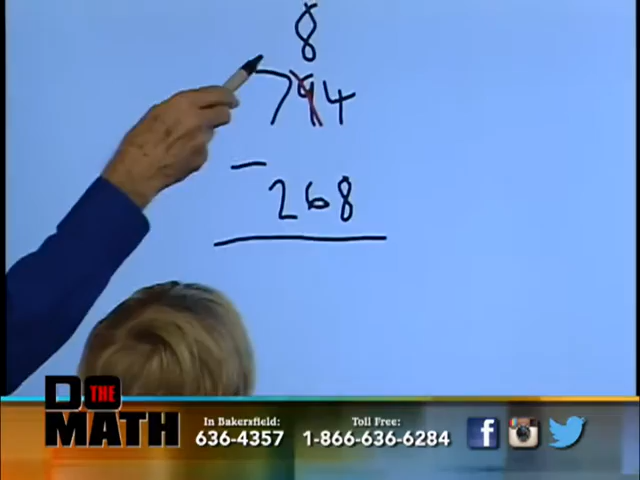 8
794
−
268
DO THE MATH
In Bakersfield:
636-4357
Toll Free:
1-866-636-6284
f